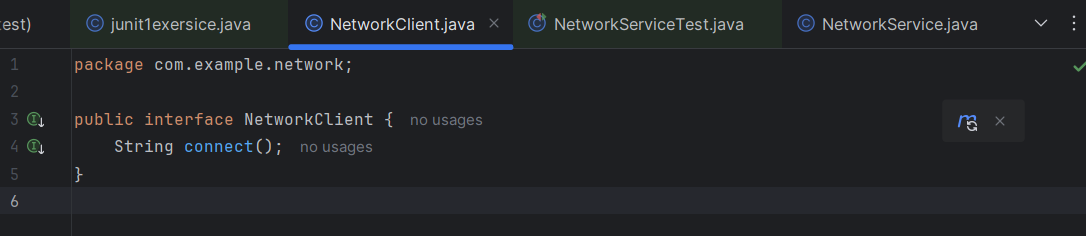 test) junit1exersice.java NetworkClient.java NetworkServiceTest.java NetworkService.java
1 package com.example.network;
2
3 public interface NetworkClient { no usages
4 String connect(); no usages
5 }
6